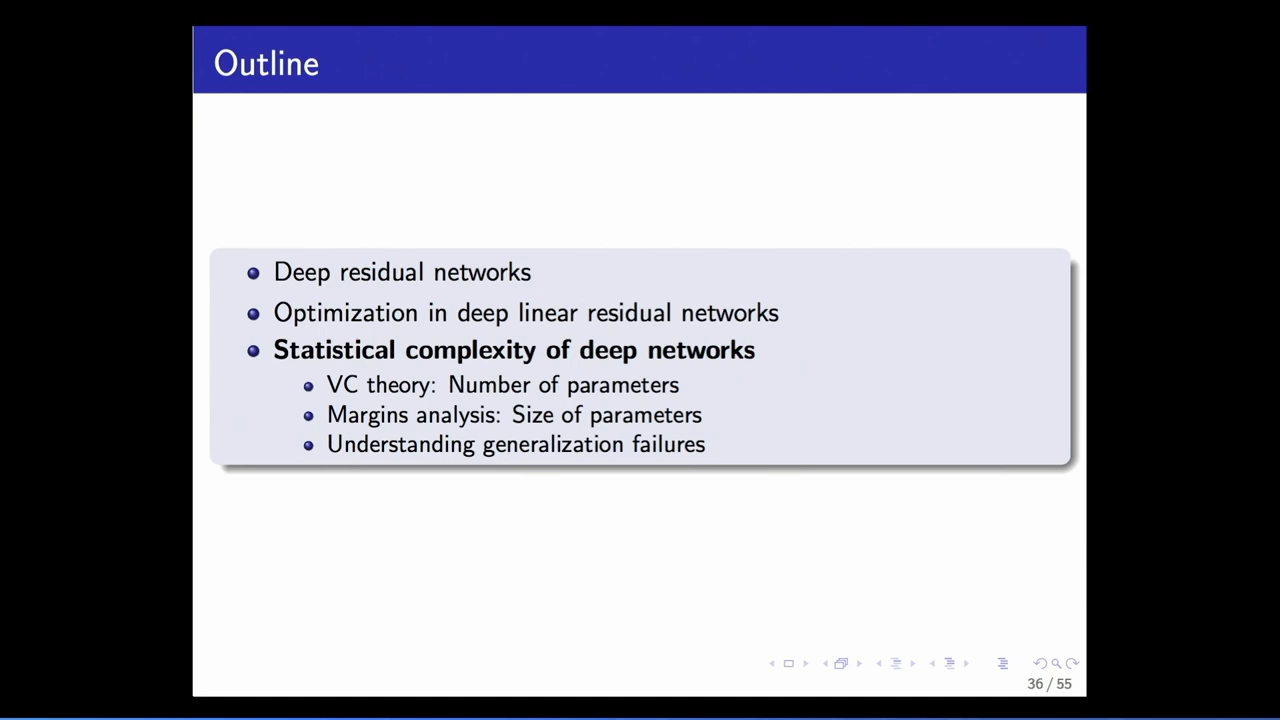 Outline
Deep residual networks
Optimization in deep linear residual networks
Statistical complexity of deep networks
VC theory: Number of parameters
Margins analysis: Size of parameters
Understanding generalization failures
36 / 55